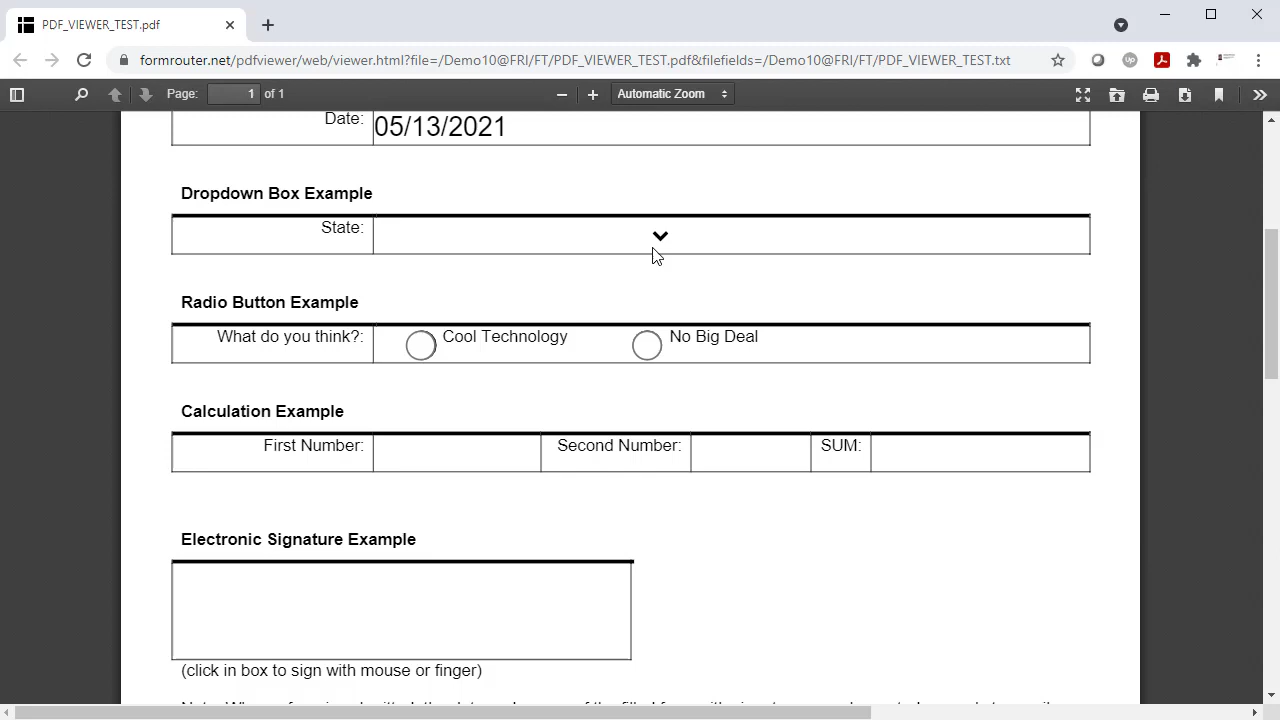 PDF_VIEWER_TEST.pdf
formrouter.net/pdfviewer/web/viewer.html?file=/Demo10@FRI/FT/PDF_VIEWER_TEST.pdf&filefields=/Demo10@FRI/FT/PDF_VIEWER_TEST.txt
Page: 1 of 1 Automatic Zoom
Date: 05/13/2021
Dropdown Box Example
State:
Radio Button Example
What do you think?: Cool Technology No Big Deal
Calculation Example
First Number: Second Number: SUM:
Electronic Signature Example
(click in box to sign with mouse or finger)